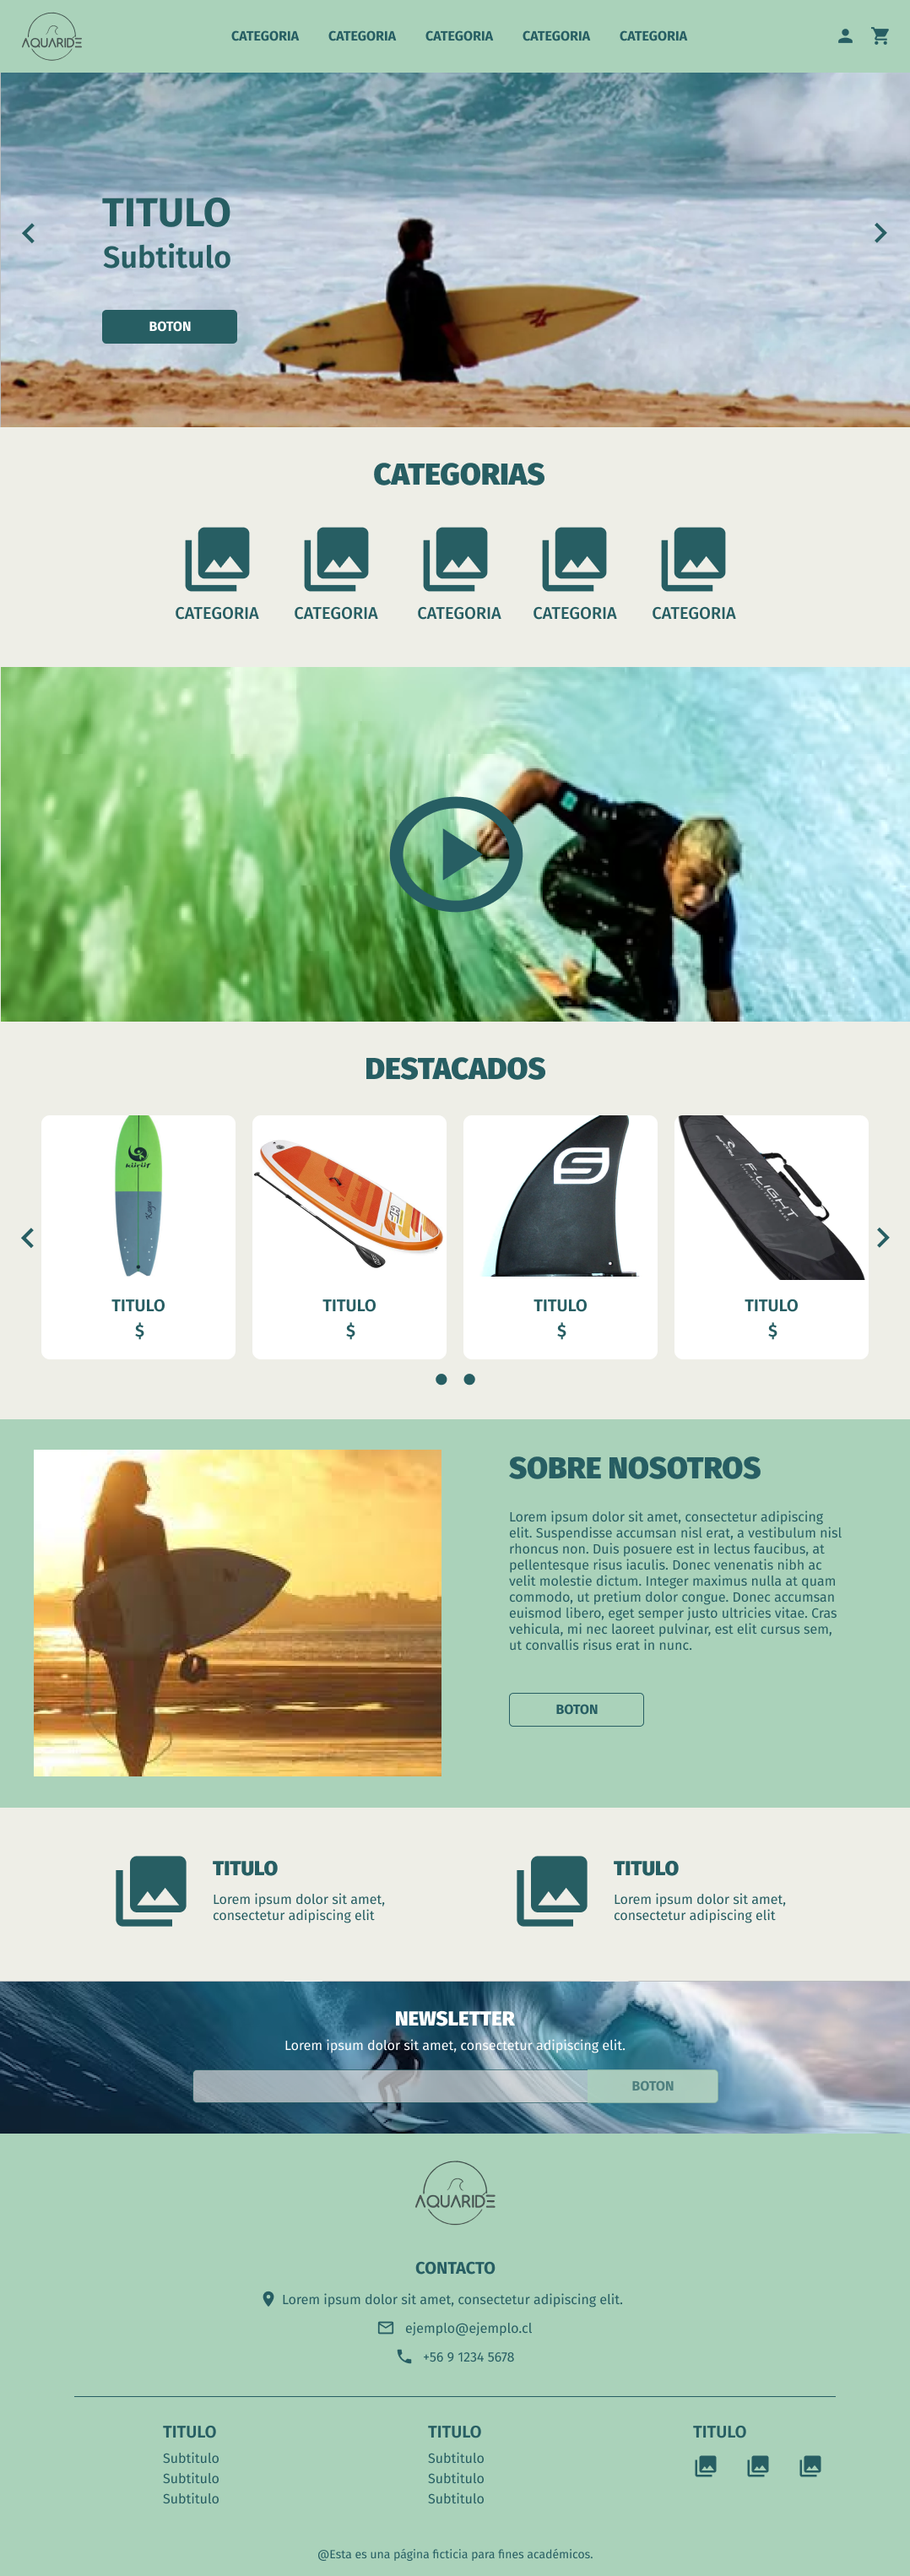 AQUARIDE
CATEGORIA CATEGORIA CATEGORIA CATEGORIA CATEGORIA
TITULO
Subtitulo
BOTON
CATEGORIAS
CATEGORIA CATEGORIA CATEGORIA CATEGORIA CATEGORIA
DESTACADOS
F-LIGHT
TITULO
$
TITULO
$
TITULO
$
TITULO
$
SOBRE NOSOTROS
Lorem ipsum dolor sit amet, consectetur adipiscing
elit. Suspendisse accumsan nisl erat, a vestibulum nisl
rhoncus non. Duis posuere est in lectus faucibus, at
pellentesque risus iaculis. Donec venenatis nibh ac
velit molestie dictum. Integer maximus nulla at quam
commodo, ut pretium dolor congue. Donec accumsan
euismod libero, eget semper justo ultricies vitae. Cras
vehicula, mi nec laoreet pulvinar, est elit cursus sem,
ut convallis risus erat in nunc.
BOTON
TITULO
Lorem ipsum dolor sit amet,
consectetur adipiscing elit
TITULO
Lorem ipsum dolor sit amet,
consectetur adipiscing elit
NEWSLETTER
Lorem ipsum dolor sit amet, consectetur adipiscing elit.
BOTON
AQUARIDE
CONTACTO
Lorem ipsum dolor sit amet, consectetur adipiscing elit.
ejemplo@ejemplo.cl
+56 9 1234 5678
TITULO
Subtitulo
Subtitulo
Subtitulo
TITULO
Subtitulo
Subtitulo
Subtitulo
TITULO
@Esta es una página ficticia para fines académicos.